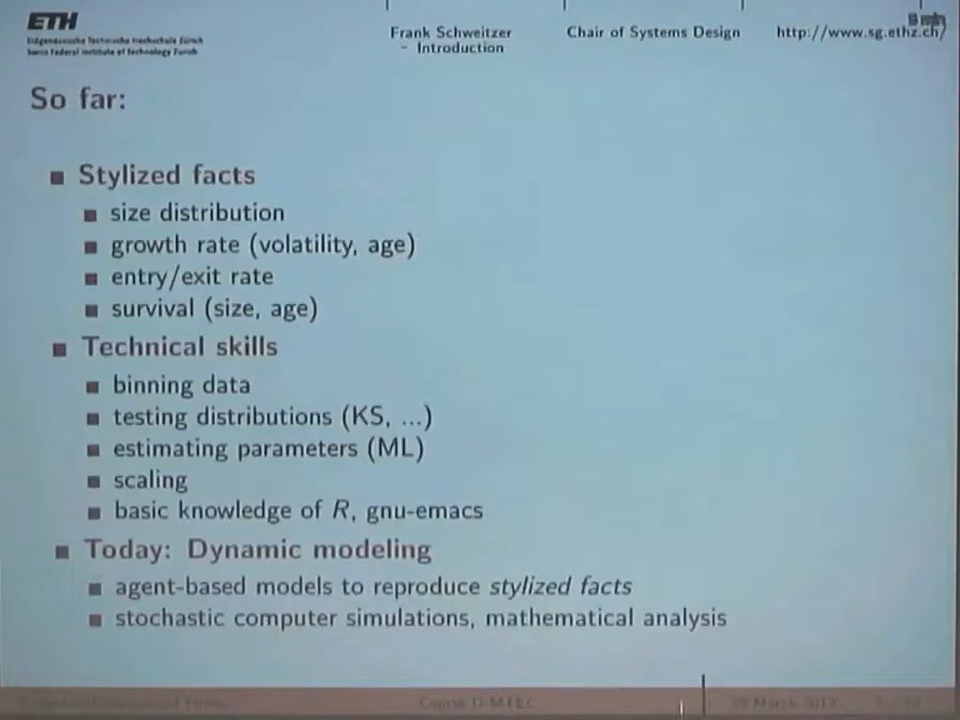 ETH
Eidgenössische Technische Hochschule Zürich
Swiss Federal Institute of Technology Zurich
Frank Schweitzer
– Introduction
Chair of Systems Design
http://www.sg.ethz.ch/
So far:
Stylized facts
size distribution
growth rate (volatility, age)
entry/exit rate
survival (size, age)
Technical skills
binning data
testing distributions (KS, ...)
estimating parameters (ML)
scaling
basic knowledge of R, gnu-emacs
Today: Dynamic modeling
agent-based models to reproduce stylized facts
stochastic computer simulations, mathematical analysis
Course D-MTEC